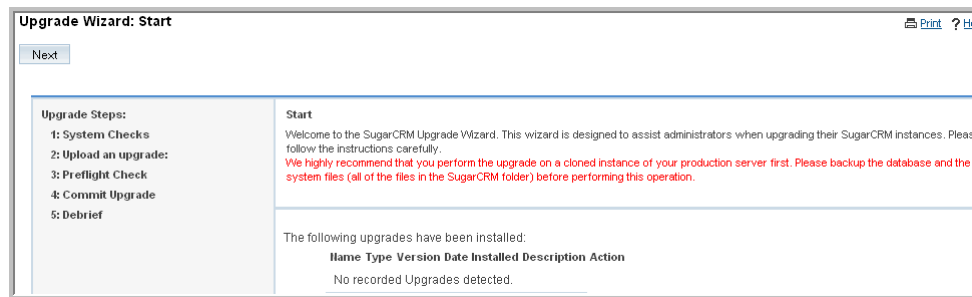 Upgrade Wizard: Start
Print ? H
Next
Upgrade Steps:
1: System Checks
2: Upload an upgrade:
3: Preflight Check
4: Commit Upgrade
5: Debrief
Start
Welcome to the SugarCRM Upgrade Wizard. This wizard is designed to assist administrators when upgrading their SugarCRM instances. Pleas
follow the instructions carefully.
We highly recommend that you perform the upgrade on a cloned instance of your production server first. Please backup the database and the
system files (all of the files in the SugarCRM folder) before performing this operation.
The following upgrades have been installed:
Name Type Version Date Installed Description Action
No recorded Upgrades detected.